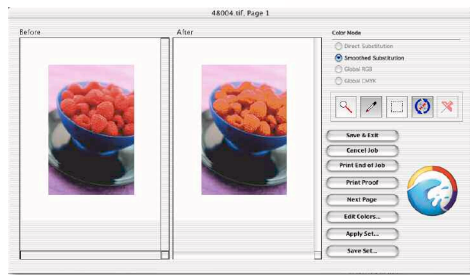 48004.tif, Page 1
Before
After
Color Mode
Direct Substitution
Smoothed Substitution
Global RGB
Global CMYK
Save & Exit
Cancel Job
Print End of Job
Print Proof
Next Page
Edit Colors...
Apply Set...
Save Set...